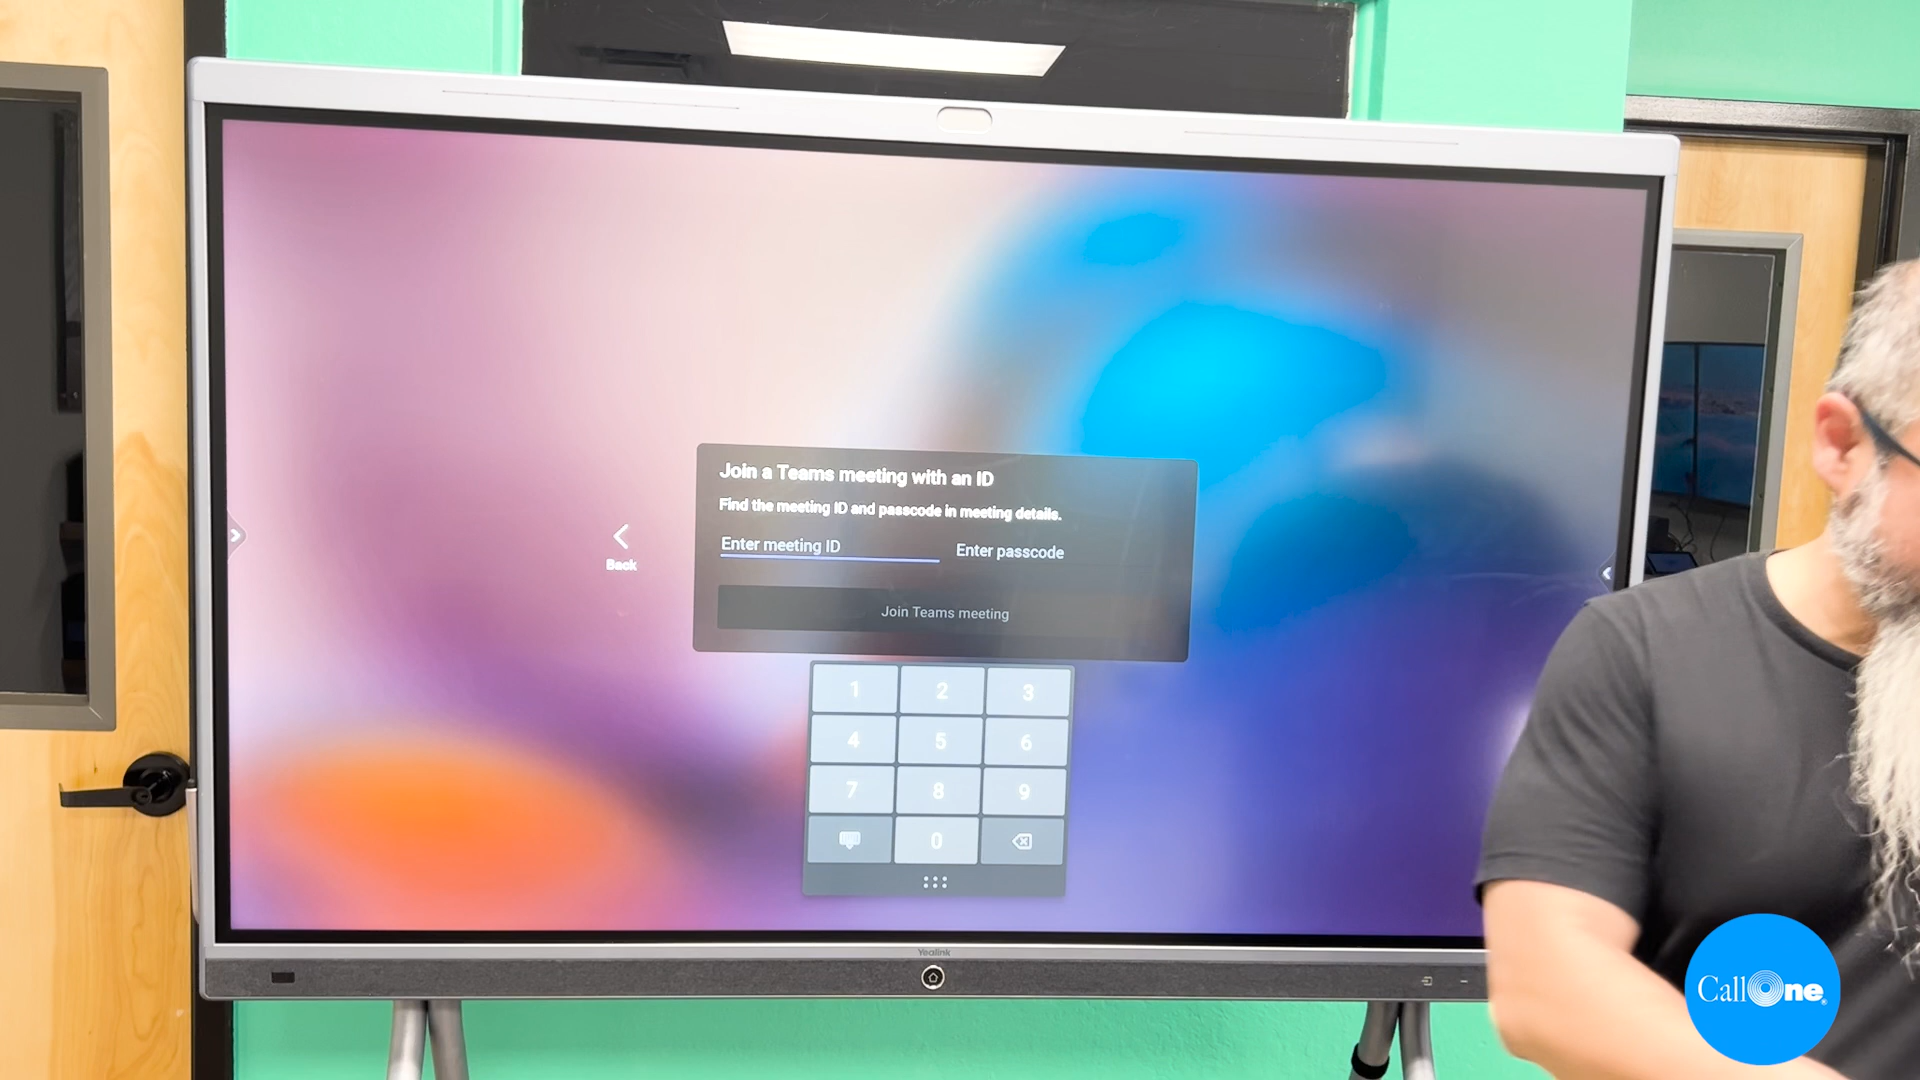 Join a Teams meeting with an ID
Find the meeting ID and passcode in meeting details.
Enter meeting ID
Enter passcode
Back
Join Teams meeting
1 2 3
4 5 6
7 8 9
0
Yealink
CallOne